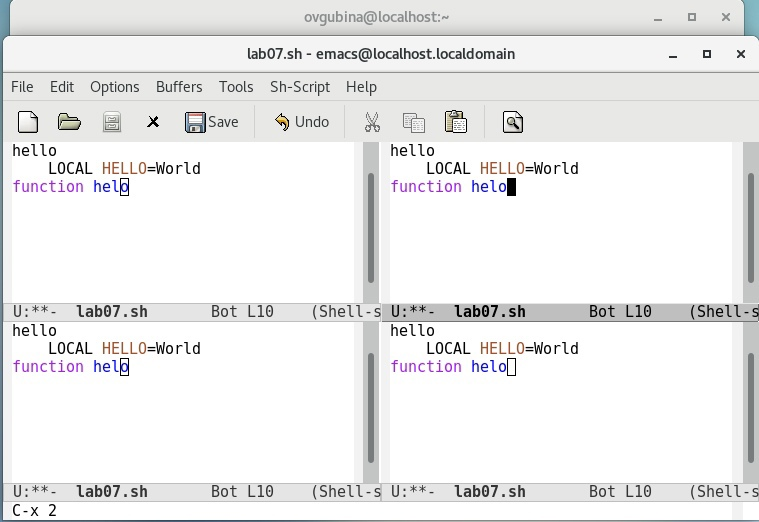 ovgubina@localhost:~
lab07.sh - emacs@localhost.localdomain
File Edit Options Buffers Tools Sh-Script Help
Save Undo
hello
LOCAL HELLO=World
function helo
U:**- lab07.sh Bot L10 (Shell-s
hello
LOCAL HELLO=World
function helo
U:**- lab07.sh Bot L10 (Shell-s
hello
LOCAL HELLO=World
function helo
U:**- lab07.sh Bot L10 (Shell-s
hello
LOCAL HELLO=World
function helo
U:**- lab07.sh Bot L10 (Shell-s
C-x 2